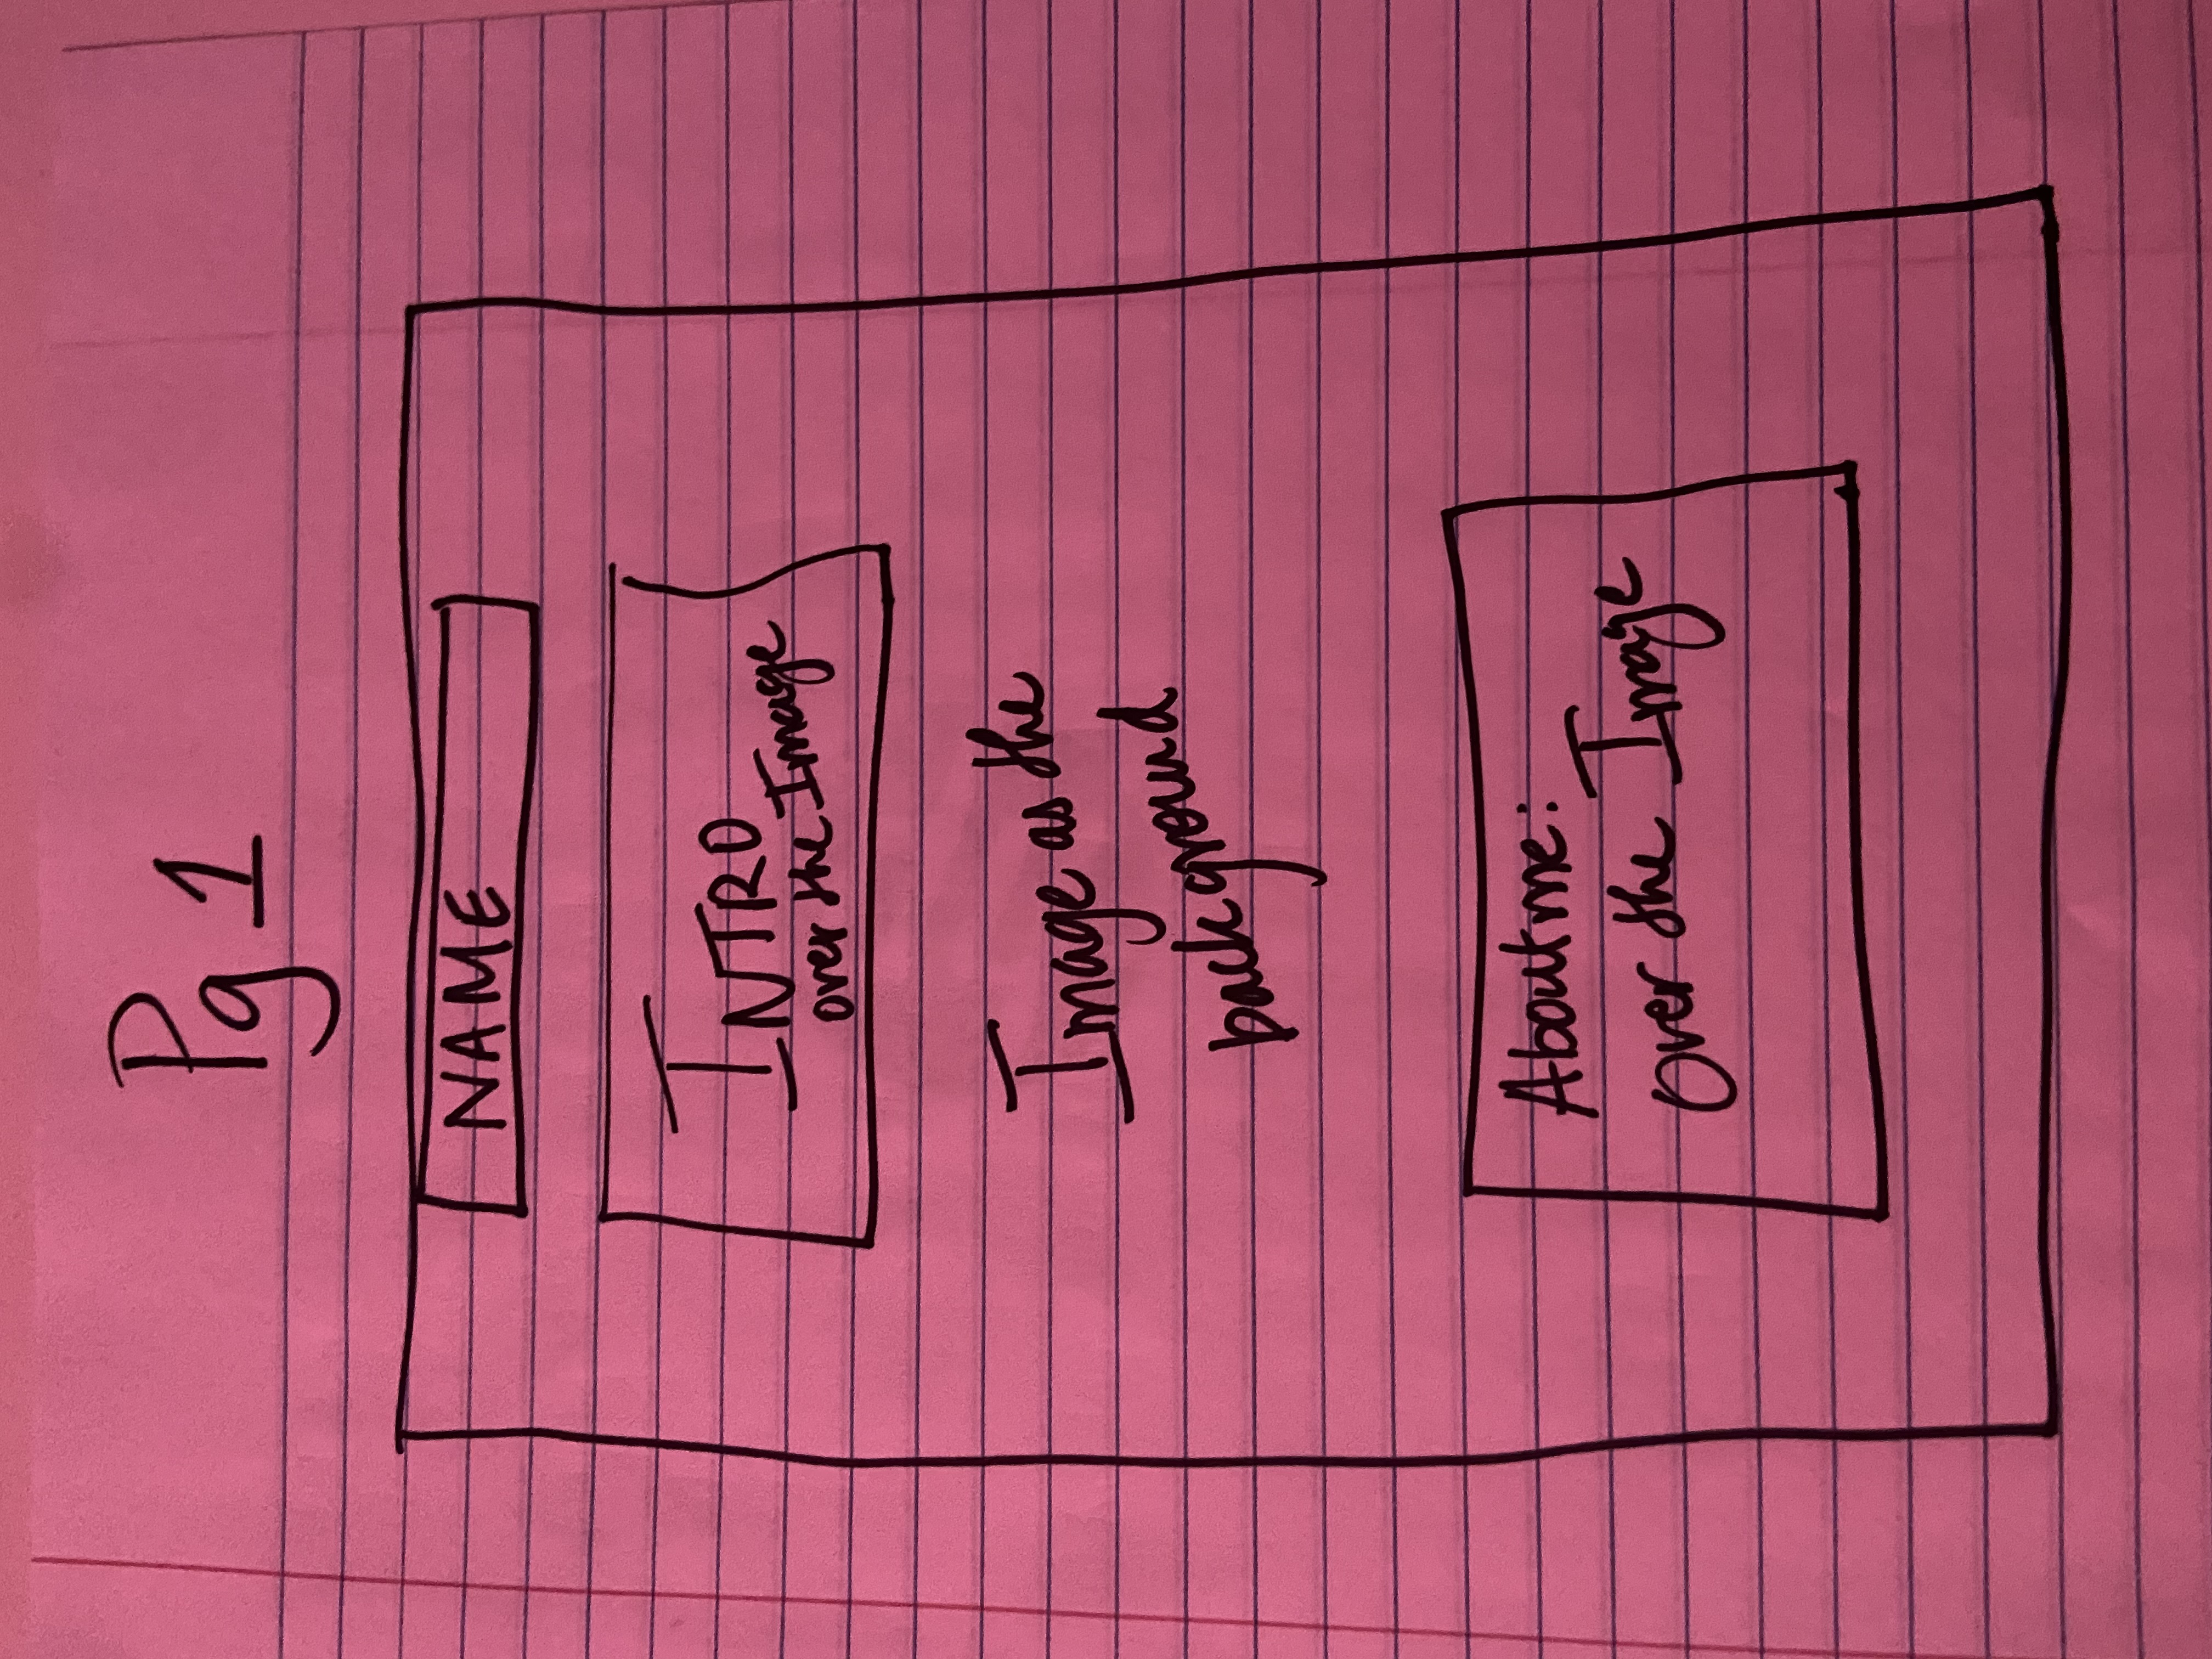 Pg 1
NAME
INTRO
over the Image
Image as the
background
About me:
over the Image